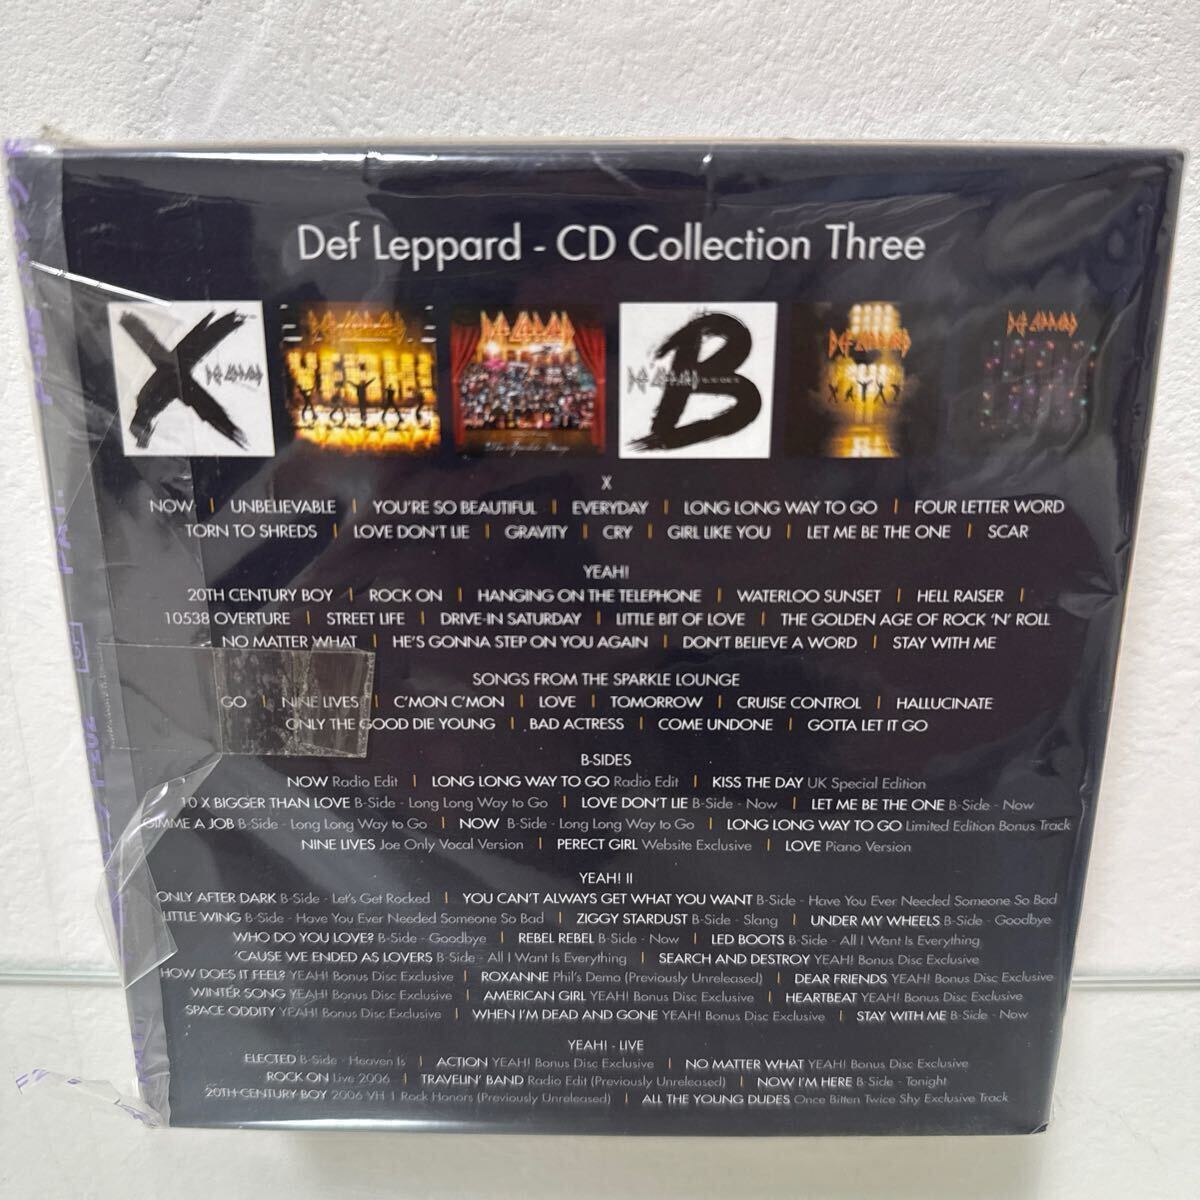 Def Leppard - CD Collection Three
X DEF LEPPARD
DEF LEPPARD
YEAH!
DEF LEPPARD
B DEF LEPPARD
DEF LEPPARD
DEF LEPPARD
X
NOW | UNBELIEVABLE | YOU'RE SO BEAUTIFUL | EVERYDAY | LONG LONG WAY TO GO | FOUR LETTER WORD
TORN TO SHREDS | LOVE DON'T LIE | GRAVITY | CRY | GIRL LIKE YOU | LET ME BE THE ONE | SCAR
YEAH!
20TH CENTURY BOY | ROCK ON | HANGING ON THE TELEPHONE | WATERLOO SUNSET | HELL RAISER |
10538 OVERTURE | STREET LIFE | DRIVE-IN SATURDAY | LITTLE BIT OF LOVE | THE GOLDEN AGE OF ROCK 'N' ROLL
NO MATTER WHAT | HE'S GONNA STEP ON YOU AGAIN | DON'T BELIEVE A WORD | STAY WITH ME
SONGS FROM THE SPARKLE LOUNGE
GO | NINE LIVES | C'MON C'MON | LOVE | TOMORROW | CRUISE CONTROL | HALLUCINATE
ONLY THE GOOD DIE YOUNG | BAD ACTRESS | COME UNDONE | GOTTA LET IT GO
B-SIDES
NOW Radio Edit | LONG LONG WAY TO GO Radio Edit | KISS THE DAY UK Special Edition
10 X BIGGER THAN LOVE B-Side - Long Long Way to Go | LOVE DON'T LIE B-Side - Now | LET ME BE THE ONE B-Side - Now
GIMME A JOB B-Side - Long Long Way to Go | NOW B-Side - Long Long Way to Go | LONG LONG WAY TO GO Limited Edition Bonus Track
NINE LIVES Joe Only Vocal Version | PERECT GIRL Website Exclusive | LOVE Piano Version
YEAH! II
ONLY AFTER DARK B-Side - Let's Get Rocked | YOU CAN'T ALWAYS GET WHAT YOU WANT B-Side - Have You Ever Needed Someone So Bad
LITTLE WING B-Side - Have You Ever Needed Someone So Bad | ZIGGY STARDUST B-Side - Slang | UNDER MY WHEELS B-Side - Goodbye
WHO DO YOU LOVE? B-Side - Goodbye | REBEL REBEL B-Side - Now | LED BOOTS B-Side - All I Want Is Everything
'CAUSE WE ENDED AS LOVERS B-Side - All I Want Is Everything | SEARCH AND DESTROY YEAH! Bonus Disc Exclusive
HOW DOES IT FEEL? YEAH! Bonus Disc Exclusive | ROXANNE Phil's Demo (Previously Unreleased) | DEAR FRIENDS YEAH! Bonus Disc Exclusive
WINTER SONG YEAH! Bonus Disc Exclusive | AMERICAN GIRL YEAH! Bonus Disc Exclusive | HEARTBEAT YEAH! Bonus Disc Exclusive
SPACE ODDITY YEAH! Bonus Disc Exclusive | WHEN I'M DEAD AND GONE YEAH! Bonus Disc Exclusive | STAY WITH ME B-Side - Now
YEAH! - LIVE
ELECTED B-Side - Heaven Is | ACTION YEAH! Bonus Disc Exclusive | NO MATTER WHAT YEAH! Bonus Disc Exclusive
ROCK ON Live 2006 | TRAVELIN' BAND Radio Edit (Previously Unreleased) | NOW I'M HERE B-Side - Tonight
20TH CENTURY BOY 2006 VH 1 Rock Honors (Previously Unreleased) | ALL THE YOUNG DUDES Once Bitten Twice Shy Exclusive Track
PAT.